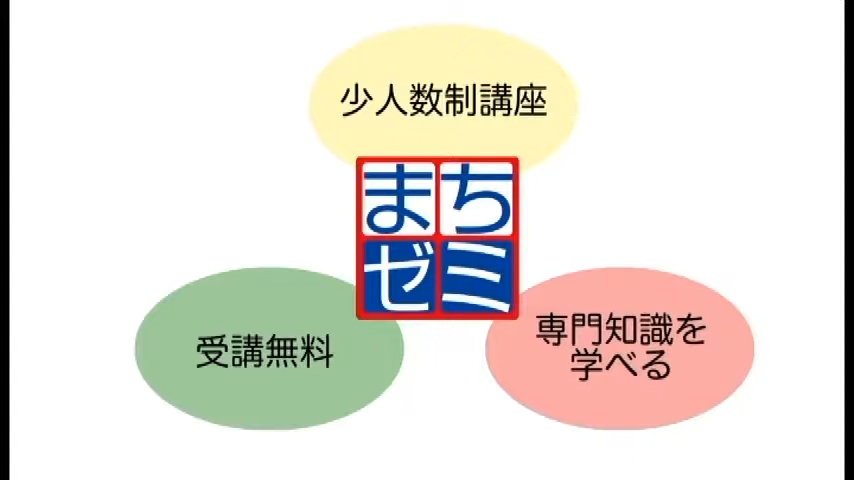 少人数制講座
まち
ゼミ
受講無料
専門知識を
学べる